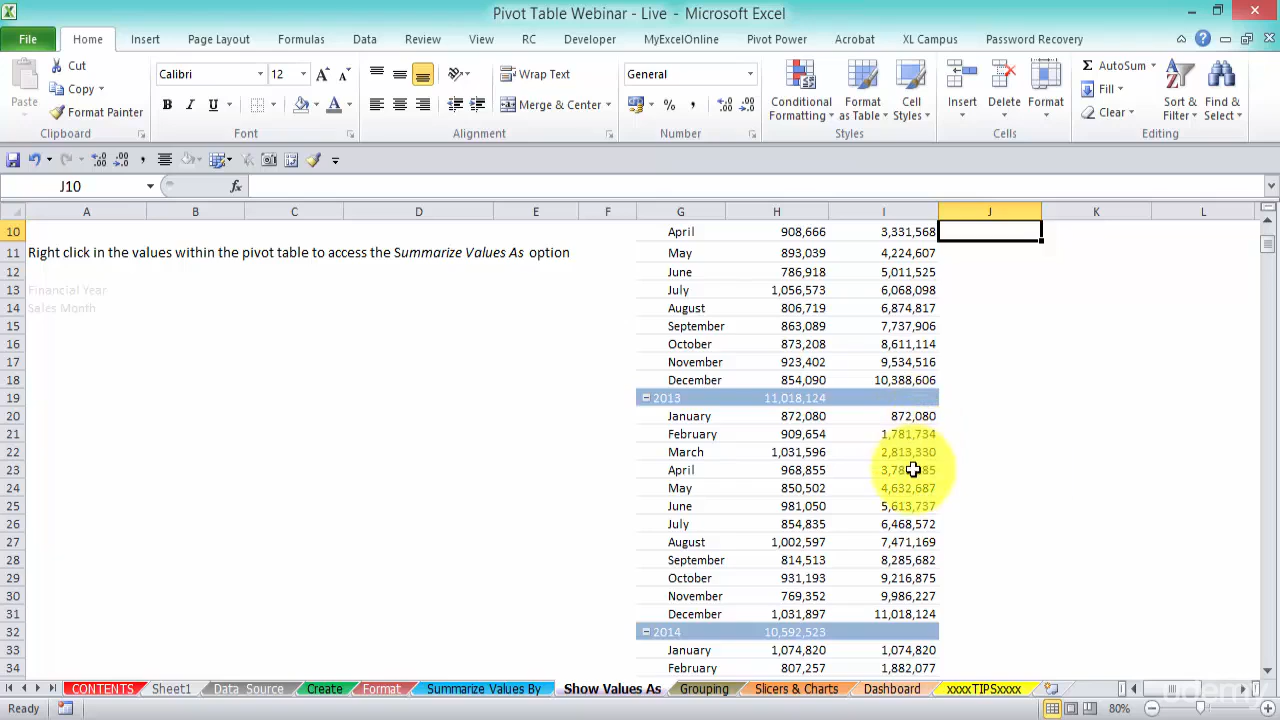 Pivot Table Webinar - Live - Microsoft Excel
File Home Insert Page Layout Formulas Data Review View RC Developer MyExcelOnline Pivot Power Acrobat XL Campus Password Recovery
Cut Calibri 12 Wrap Text General AutoSum
Paste Copy Format Painter B I U Merge & Center Conditional Formatting Format as Table Cell Styles Insert Delete Format Fill Clear Sort & Filter Find & Select
Clipboard Font Alignment Number Styles Cells Editing
J10 fx
A B C D E F G H I J K L
10 April 908,666 3,331,568
11 Right click in the values within the pivot table to access the Summarize Values As option May 893,039 4,224,607
12 June 786,918 5,011,525
13 Financial Year July 1,056,573 6,068,098
14 Sales Month August 806,719 6,874,817
15 September 863,089 7,737,906
16 October 873,208 8,611,114
17 November 923,402 9,534,516
18 December 854,090 10,388,606
19 2013 11,018,124
20 January 872,080 872,080
21 February 909,654 1,781,734
22 March 1,031,596 2,813,330
23 April 968,855
24 May 850,502 4,632,687
25 June 981,050 5,613,737
26 July 854,835 6,468,572
27 August 1,002,597 7,471,169
28 September 814,513 8,285,682
29 October 931,193 9,216,875
30 November 769,352 9,986,227
31 December 1,031,897 11,018,124
32 2014 10,592,523
33 January 1,074,820 1,074,820
34 February 807,257 1,882,077
CONTENTS Sheet1 Data_Source Create Format Summarize Values By Show Values As Grouping Slicers & Charts Dashboard xxxxTIPSxxxx
Ready 80%
udemy